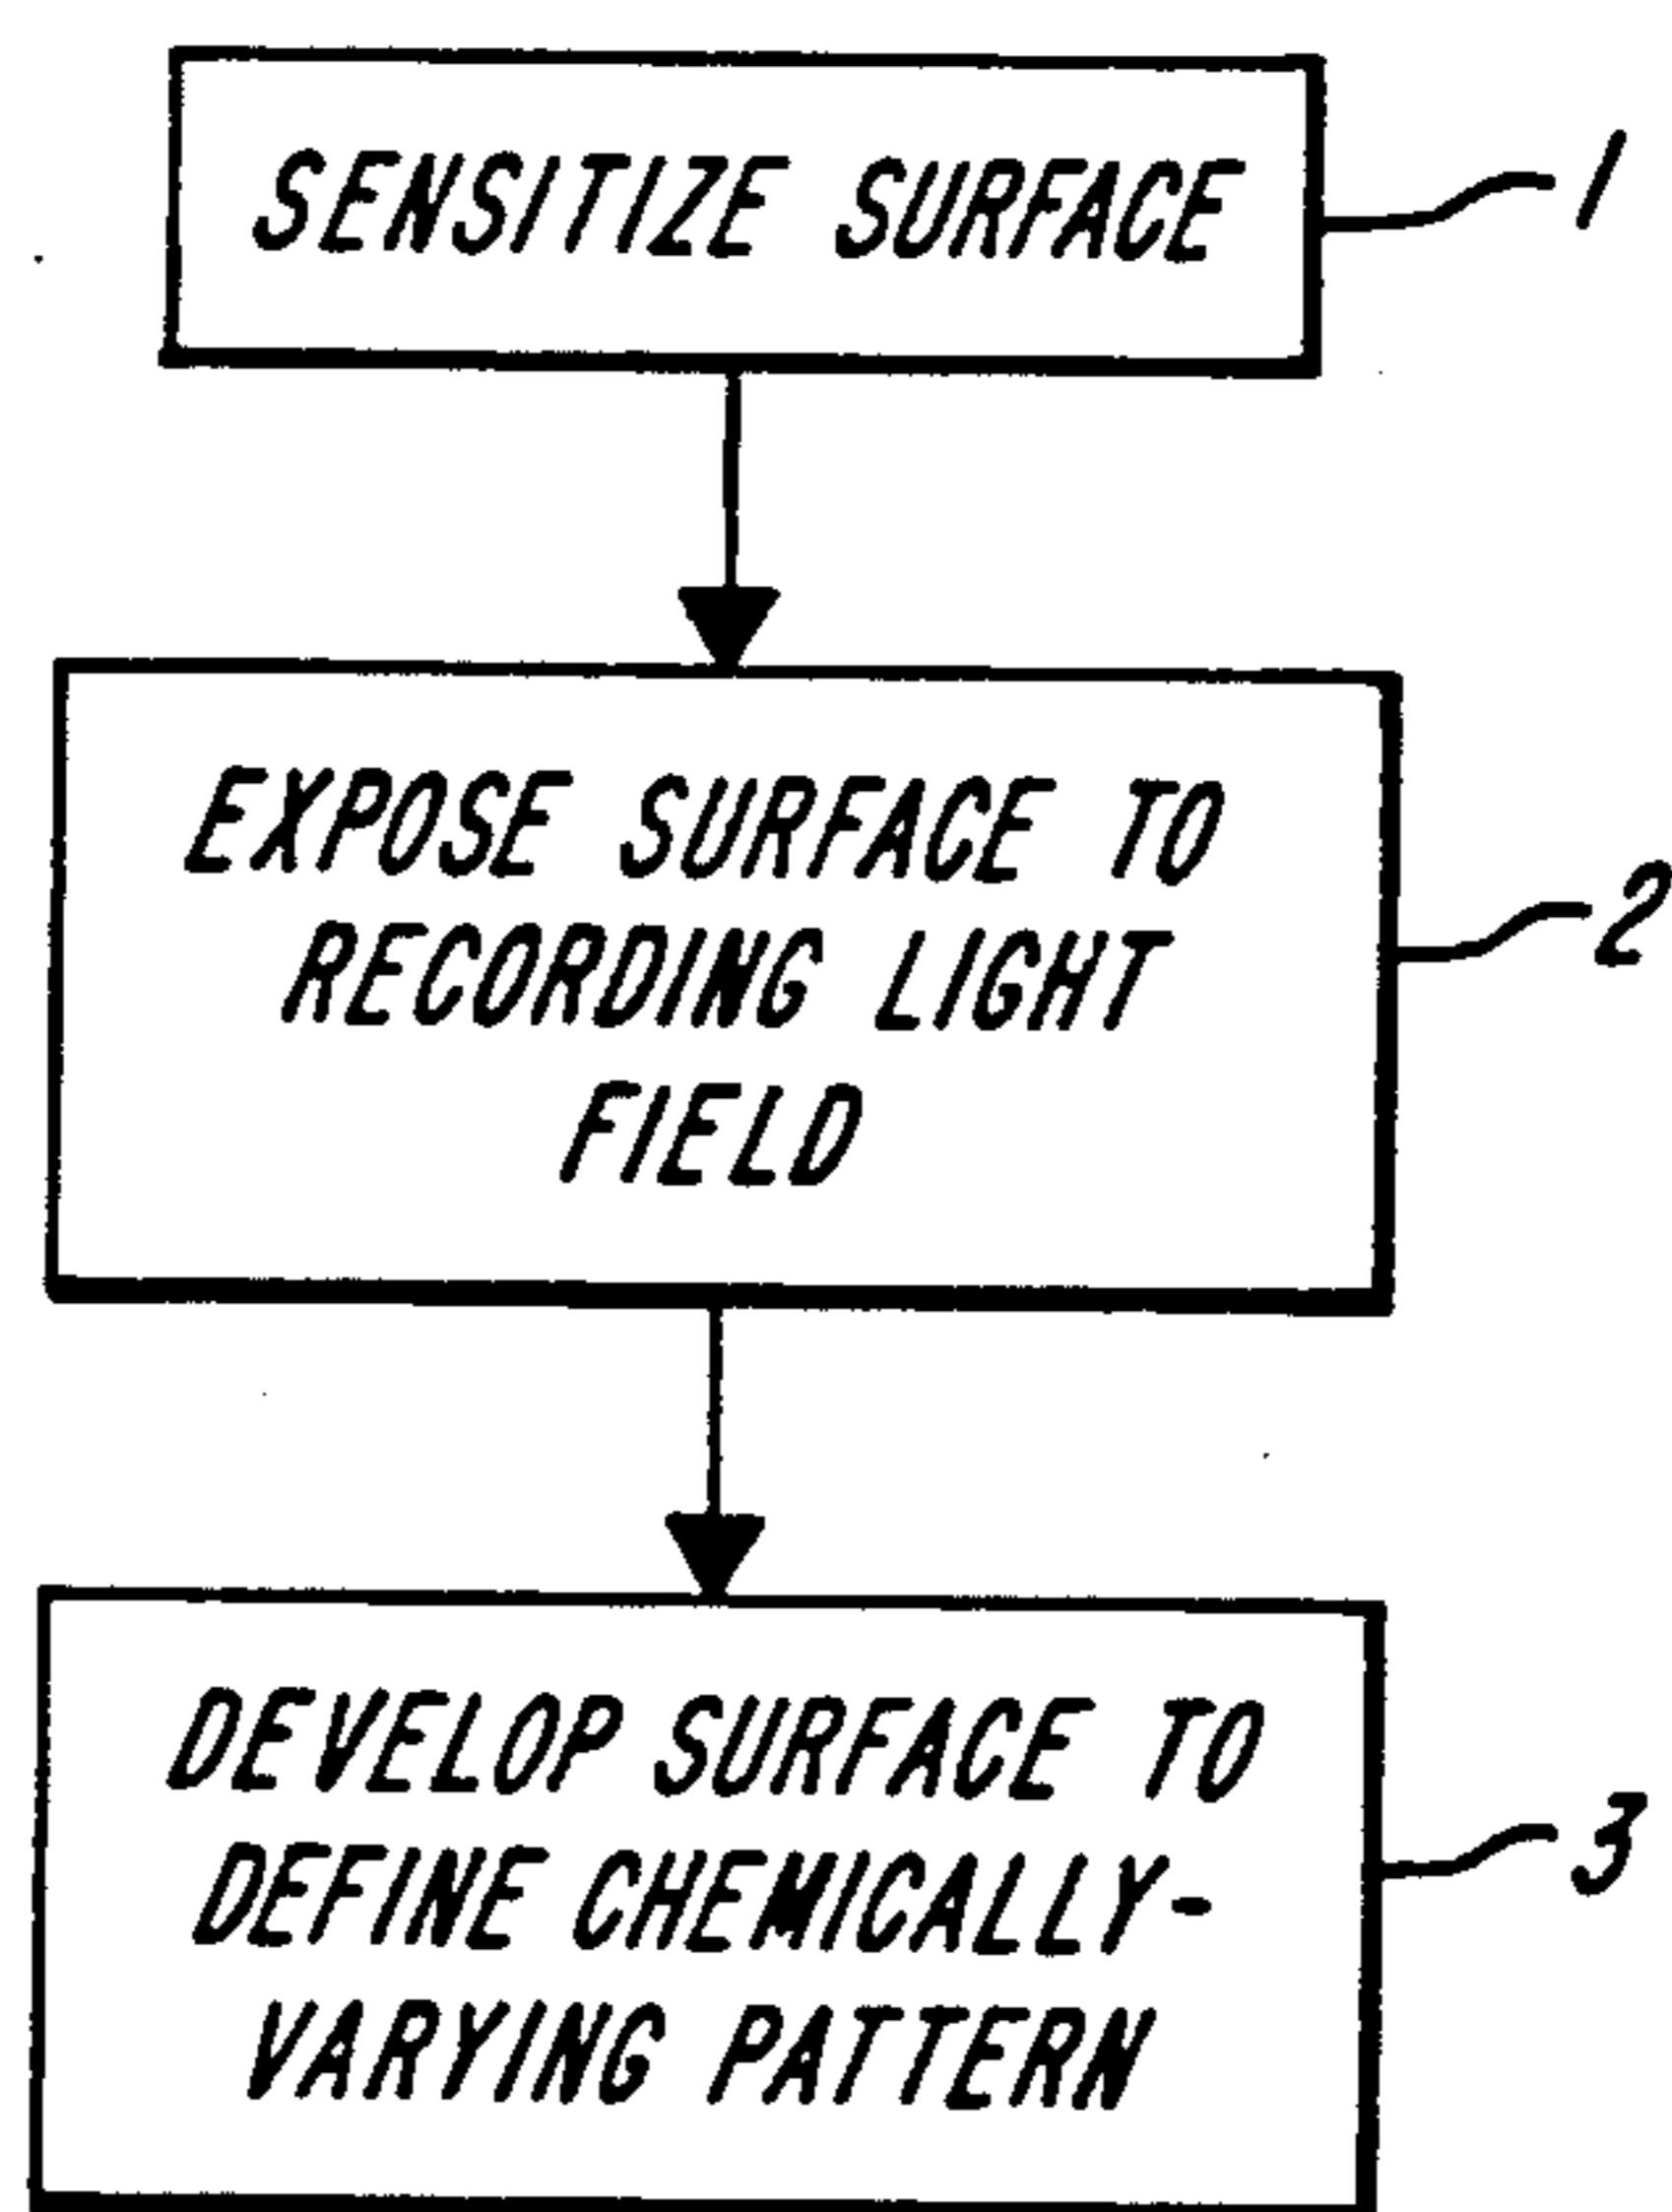 SENSITIZE SURFACE
1
EXPOSE SURFACE TO
RECORDING LIGHT
FIELD
2
DEVELOP SURFACE TO
DEFINE CHEMICALLY-
VARYING PATTERN
3